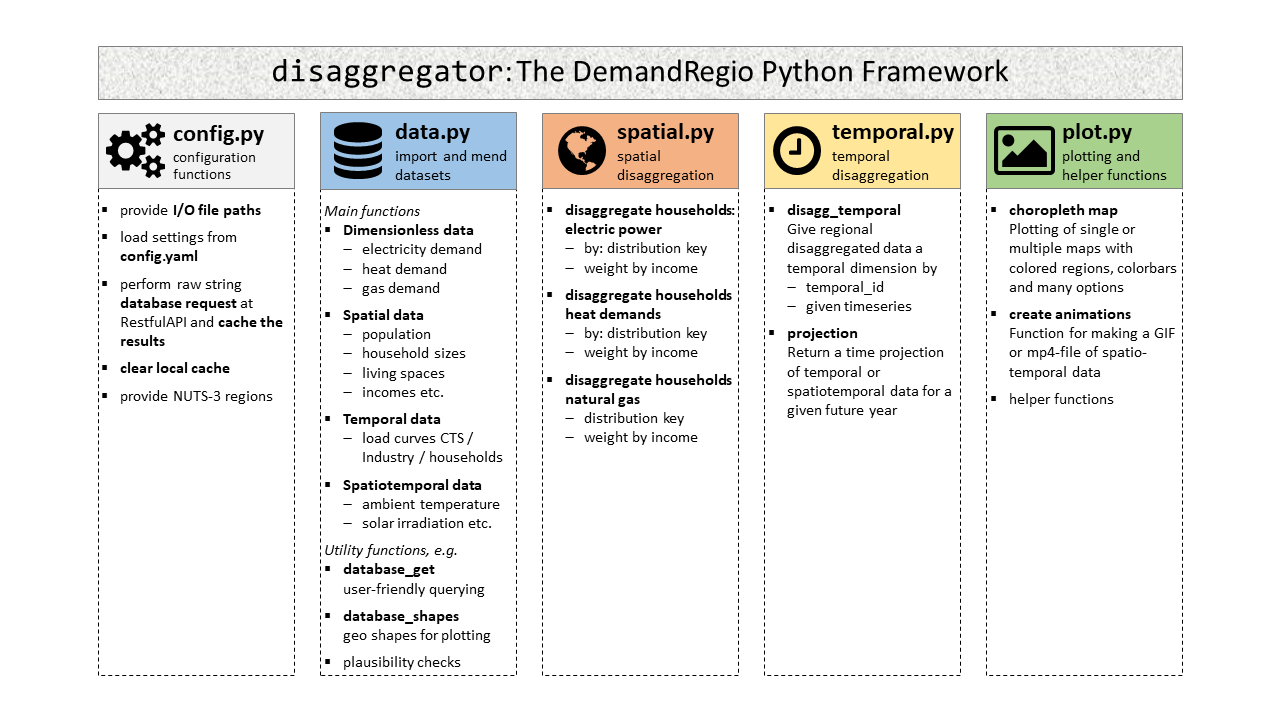 disaggregator: The DemandRegio Python Framework
config.py
configuration
functions
▪ provide I/O file paths
▪ load settings from
config.yaml
▪ perform raw string
database request at
RestfulAPI and cache the
results
▪ clear local cache
▪ provide NUTS-3 regions
data.py
import and mend
datasets
Main functions
▪ Dimensionless data
– electricity demand
– heat demand
– gas demand
▪ Spatial data
– population
– household sizes
– living spaces
– incomes etc.
▪ Temporal data
– load curves CTS /
Industry / households
▪ Spatiotemporal data
– ambient temperature
– solar irradiation etc.
Utility functions, e.g.
▪ database_get
user-friendly querying
▪ database_shapes
geo shapes for plotting
▪ plausibility checks
spatial.py
spatial
disaggregation
▪ disaggregate households:
electric power
– by: distribution key
– weight by income
▪ disaggregate households
heat demands
– by: distribution key
– weight by income
▪ disaggregate households
natural gas
– distribution key
– weight by income
temporal.py
temporal
disaggregation
▪ disagg_temporal
Give regional
disaggregated data a
temporal dimension by
– temporal_id
– given timeseries
▪ projection
Return a time projection
of temporal or
spatiotemporal data for a
given future year
plot.py
plotting and
helper functions
▪ choropleth map
Plotting of single or
multiple maps with
colored regions, colorbars
and many options
▪ create animations
Function for making a GIF
or mp4-file of spatio-
temporal data
▪ helper functions